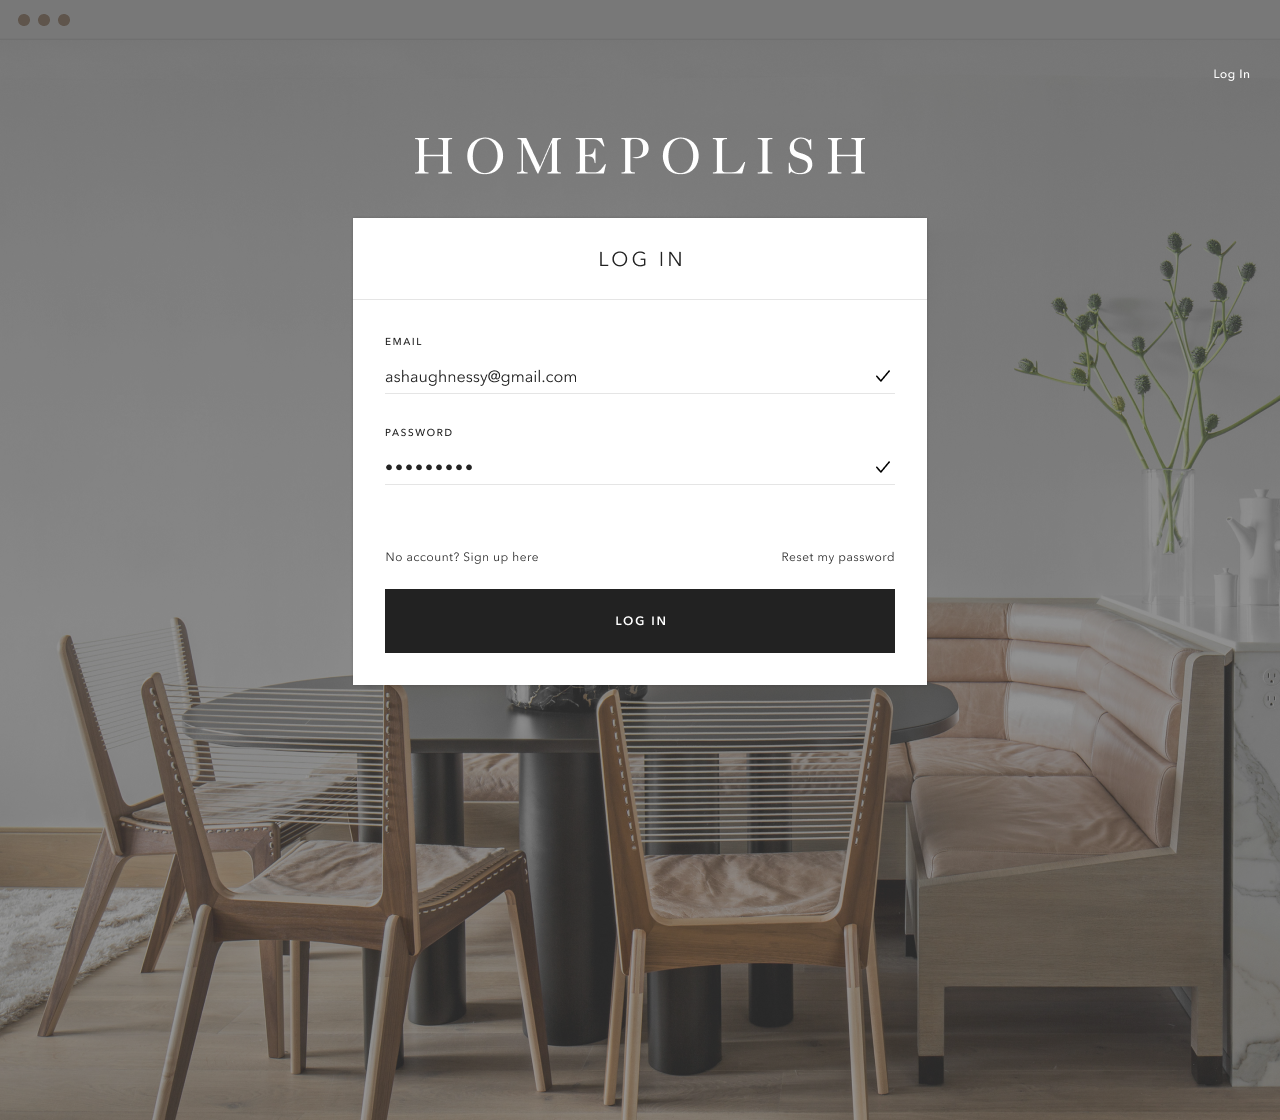 Log In
HOMEPOLISH
LOG IN
EMAIL
ashaughnessy@gmail.com
PASSWORD
•••••••••
No account? Sign up here
Reset my password
LOG IN